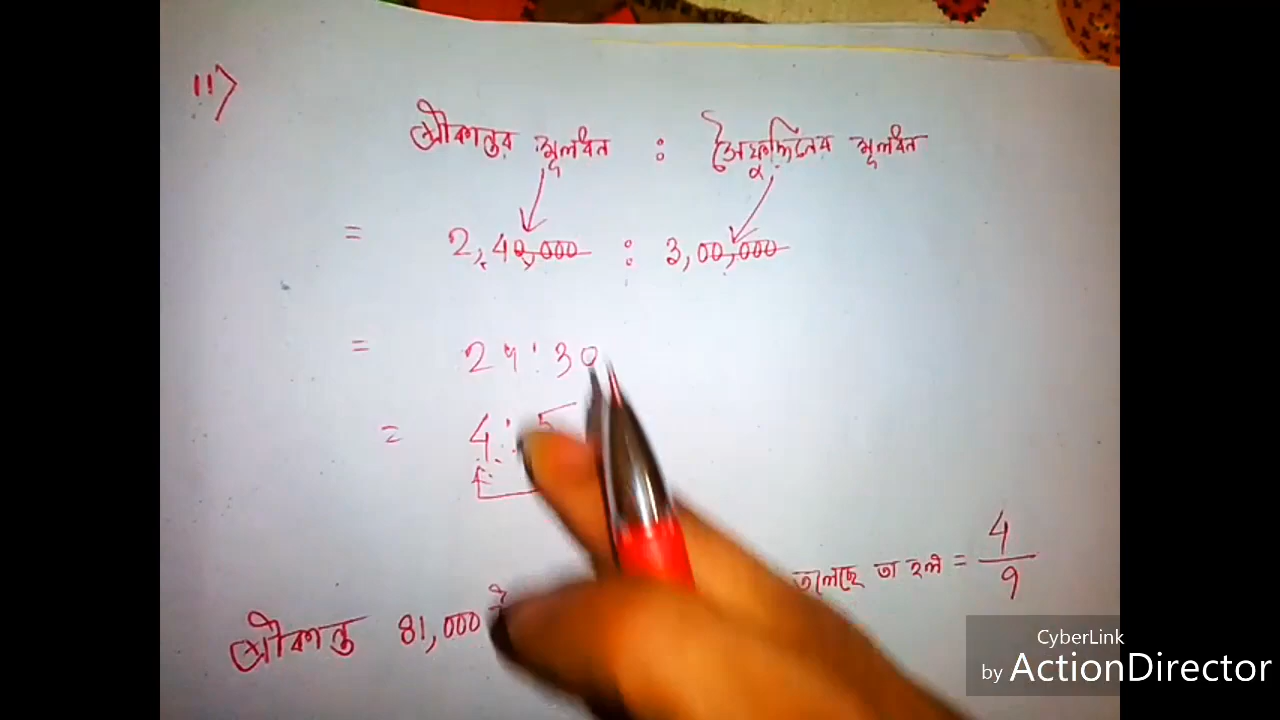 11>
শ্রীকান্তর মূলধন : সৈফুদ্দিনের মূলধন
= 2,40,000 : 3,00,000
= 24:30
= 4:5
তুলেছে তা হল = 4/9
শ্রীকান্ত 81,000
CyberLink
by ActionDirector